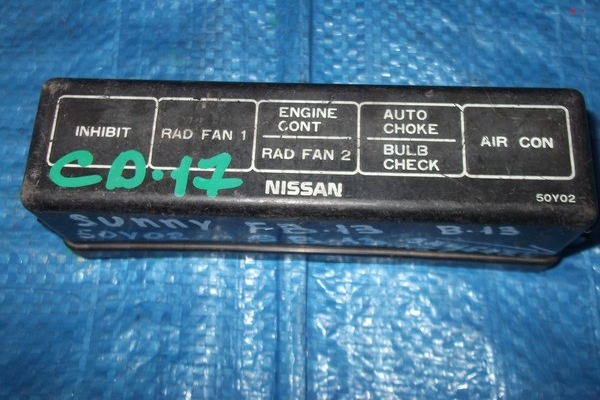 INHIBIT
RAD FAN 1
ENGINE CONT
RAD FAN 2
AUTO CHOKE
BULB CHECK
AIR CON
CD-17
NISSAN
50Y02
SUNNY FB-13 B-13